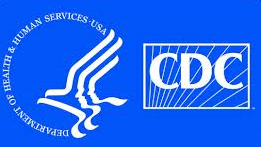 DEPARTMENT OF HEALTH & HUMAN SERVICES·USA
CDC